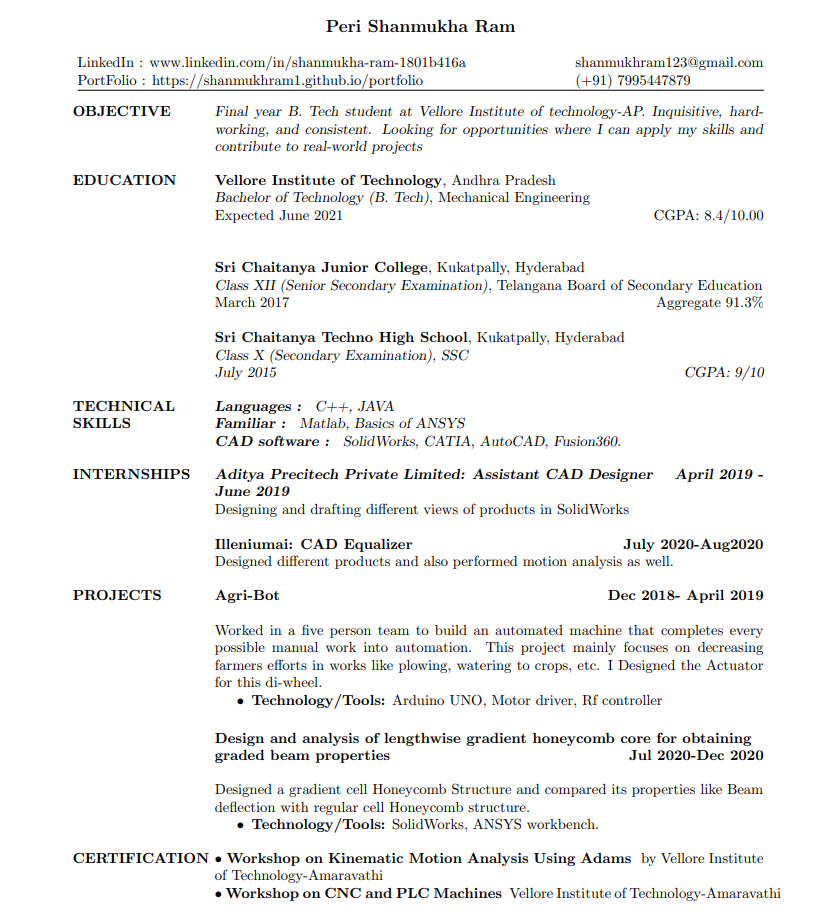 Peri Shanmukha Ram
LinkedIn : www.linkedin.com/in/shanmukha-ram-1801b416a shanmukhram123@gmail.com
PortFolio : https://shanmukhram1.github.io/portfolio (+91) 7995447879
OBJECTIVE Final year B. Tech student at Vellore Institute of technology-AP. Inquisitive, hard-
working, and consistent. Looking for opportunities where I can apply my skills and
contribute to real-world projects
EDUCATION Vellore Institute of Technology, Andhra Pradesh
Bachelor of Technology (B. Tech), Mechanical Engineering
Expected June 2021 CGPA: 8.4/10.00
Sri Chaitanya Junior College, Kukatpally, Hyderabad
Class XII (Senior Secondary Examination), Telangana Board of Secondary Education
March 2017 Aggregate 91.3%
Sri Chaitanya Techno High School, Kukatpally, Hyderabad
Class X (Secondary Examination), SSC
July 2015 CGPA: 9/10
TECHNICAL Languages : C++, JAVA
SKILLS Familiar : Matlab, Basics of ANSYS
CAD software : SolidWorks, CATIA, AutoCAD, Fusion360.
INTERNSHIPS Aditya Precitech Private Limited: Assistant CAD Designer April 2019 -
June 2019
Designing and drafting different views of products in SolidWorks
Illeniumai: CAD Equalizer July 2020-Aug2020
Designed different products and also performed motion analysis as well.
PROJECTS Agri-Bot Dec 2018- April 2019
Worked in a five person team to build an automated machine that completes every
possible manual work into automation. This project mainly focuses on decreasing
farmers efforts in works like plowing, watering to crops, etc. I Designed the Actuator
for this di-wheel.
• Technology/Tools: Arduino UNO, Motor driver, Rf controller
Design and analysis of lengthwise gradient honeycomb core for obtaining
graded beam properties Jul 2020-Dec 2020
Designed a gradient cell Honeycomb Structure and compared its properties like Beam
deflection with regular cell Honeycomb structure.
• Technology/Tools: SolidWorks, ANSYS workbench.
CERTIFICATION • Workshop on Kinematic Motion Analysis Using Adams by Vellore Institute
of Technology-Amaravathi
• Workshop on CNC and PLC Machines Vellore Institute of Technology-Amaravathi